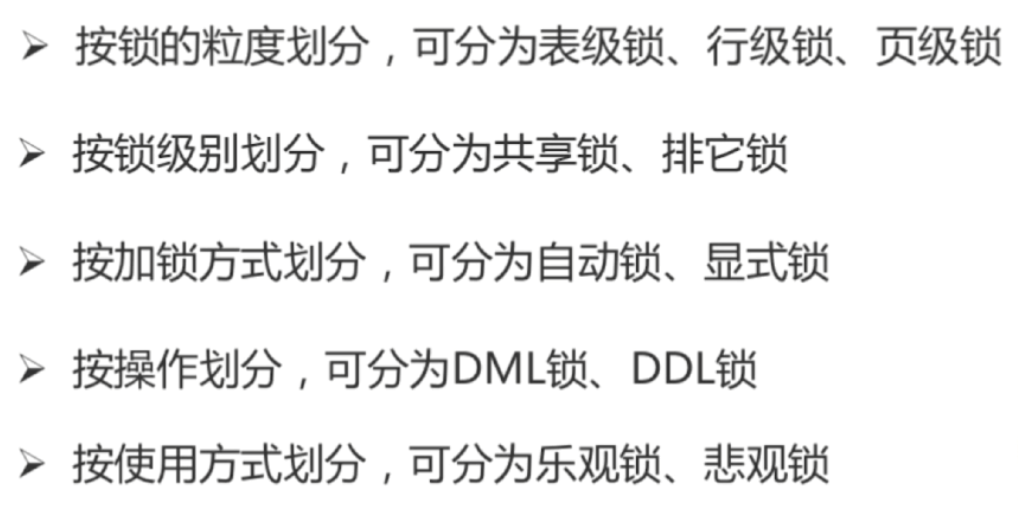 ➢ 按锁的粒度划分，可分为表级锁、行级锁、页级锁
➢ 按锁级别划分，可分为共享锁、排它锁
➢ 按加锁方式划分，可分为自动锁、显式锁
➢ 按操作划分，可分为DML锁、DDL锁
➢ 按使用方式划分，可分为乐观锁、悲观锁